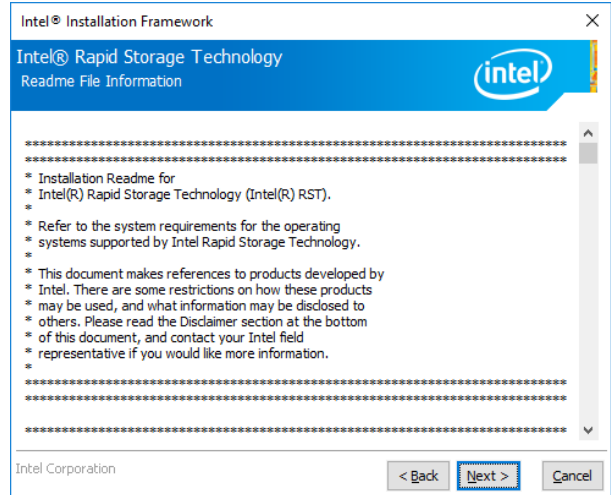 Intel® Installation Framework
Intel® Rapid Storage Technology
Readme File Information
intel
***************************************************************************
***************************************************************************
* Installation Readme for
* Intel(R) Rapid Storage Technology (Intel(R) RST).
*
* Refer to the system requirements for the operating
* systems supported by Intel Rapid Storage Technology.
*
* This document makes references to products developed by
* Intel. There are some restrictions on how these products
* may be used, and what information may be disclosed to
* others. Please read the Disclaimer section at the bottom
* of this document, and contact your Intel field
* representative if you would like more information.
*
***************************************************************************
***************************************************************************
***************************************************************************
Intel Corporation
< Back
Next >
Cancel